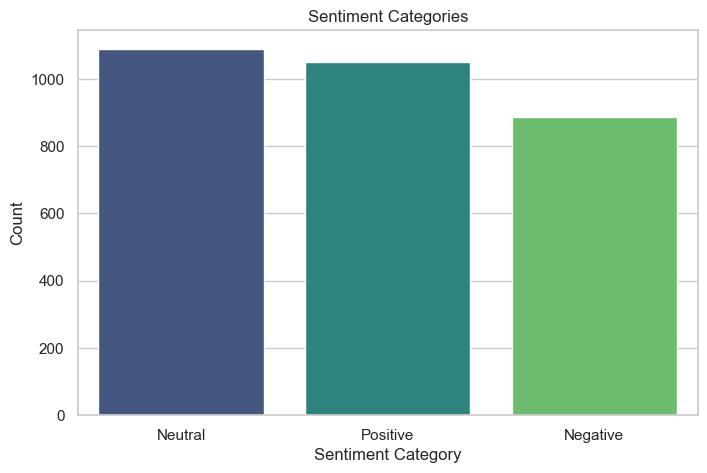 Sentiment Categories
1000
800
600
400
200
0
Count
Neutral
Positive
Negative
Sentiment Category